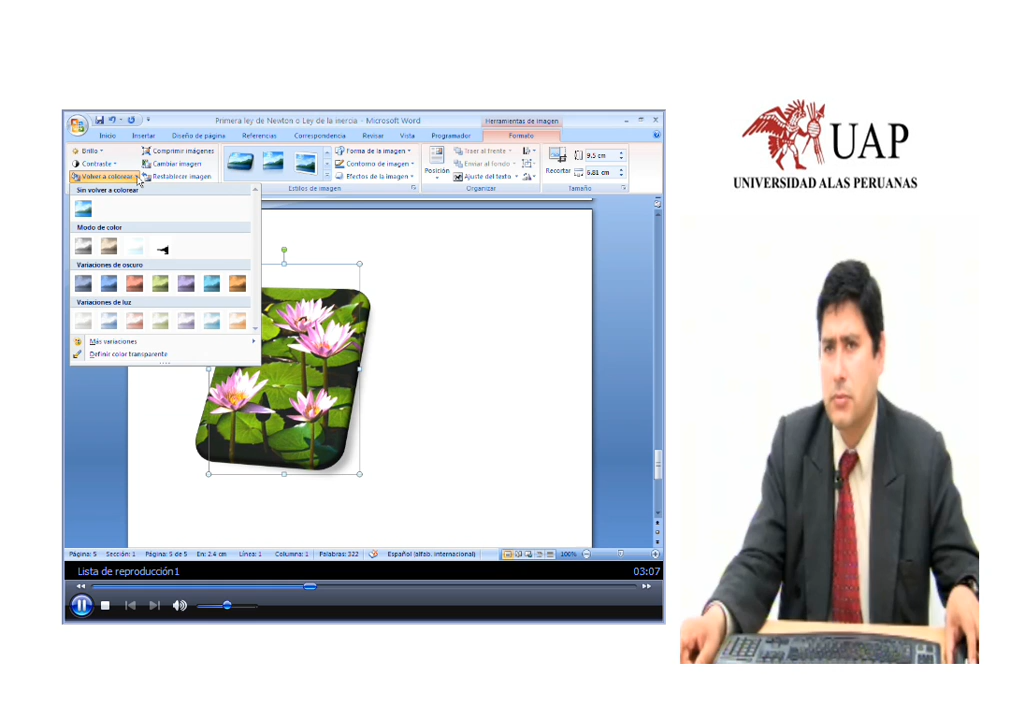 Primera ley de Newton o Ley de la inercia - Microsoft Word
Herramientas de imagen
Inicio Insertar Diseño de página Referencias Correspondencia Revisar Vista Programador Formato
Brillo Comprimir imágenes Forma de la imagen Traer al frente 9.5 cm
Contraste Cambiar imagen Contorno de imagen Enviar al fondo
Volver a colorear Restablecer imagen Efectos de la imagen Posición Ajuste del texto Recortar 6.81 cm
Estilos de imagen Organizar Tamaño
Sin volver a colorear
Modo de color
Variaciones de oscuro
Variaciones de luz
Más variaciones
Definir color transparente
Página: 5 Sección: 1 Página: 5 de 5 En: 2.4 cm Línea: 1 Columna: 1 Palabras: 322 Español (alfab. internacional) 100%
Lista de reproducción1 03:07
UAP
UNIVERSIDAD ALAS PERUANAS